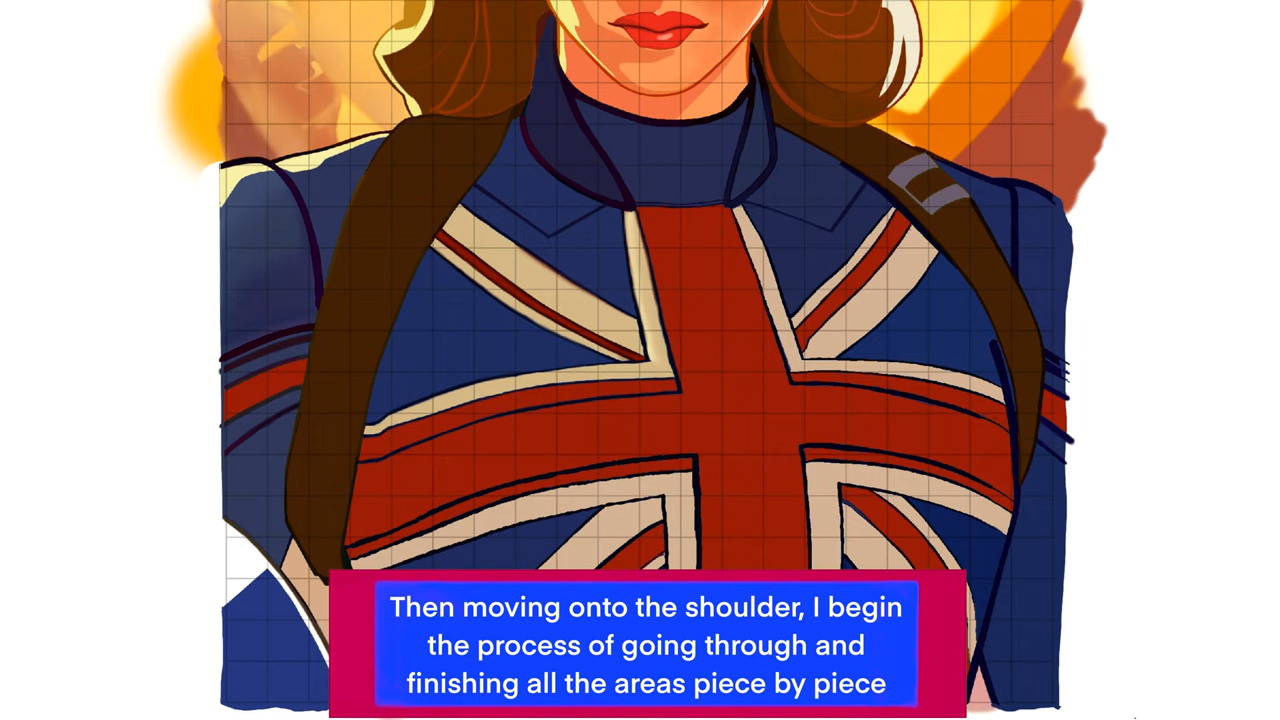 Then moving onto the shoulder, I begin
the process of going through and
finishing all the areas piece by piece